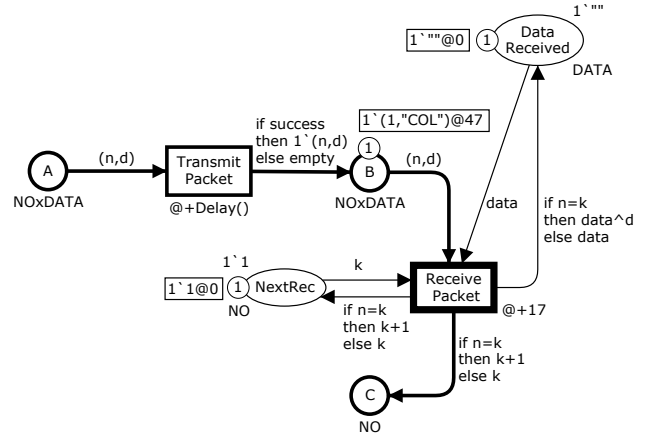 1`""
1`""@0
1
Data
Received
DATA
1`(1,"COL")@47
if success
then 1`(n,d)
else empty
1
(n,d)
(n,d)
A
Transmit
Packet
B
NOxDATA
@+Delay()
NOxDATA
data
if n=k
then data^d
else data
1`1
k
1`1@0
1
NextRec
Receive
Packet
NO
if n=k
then k+1
else k
@+17
if n=k
then k+1
else k
C
NO